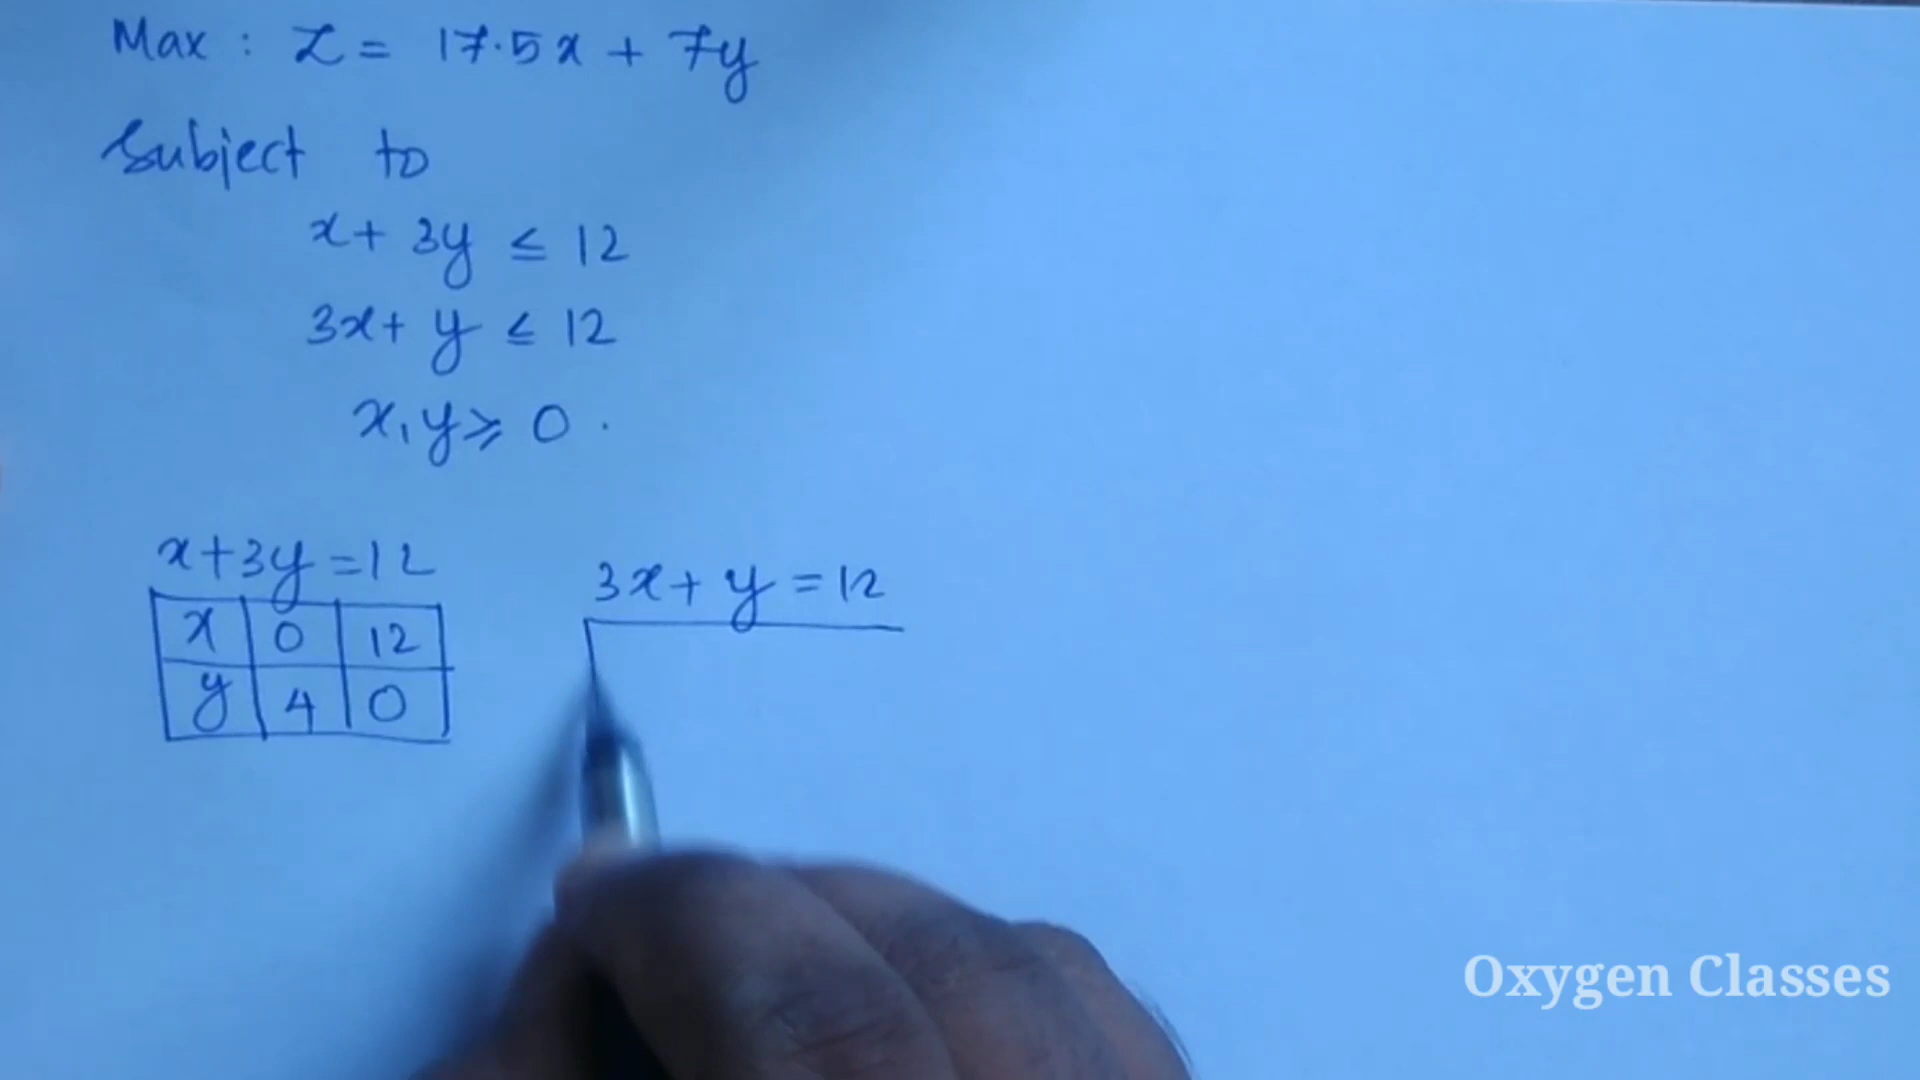 Max : Z = 17.5x + 7y
Subject to
x + 3y ≤ 12
3x + y ≤ 12
x, y ≥ 0 .
x + 3y = 12
x 0 12
y 4 0
3x + y = 12
Oxygen Classes